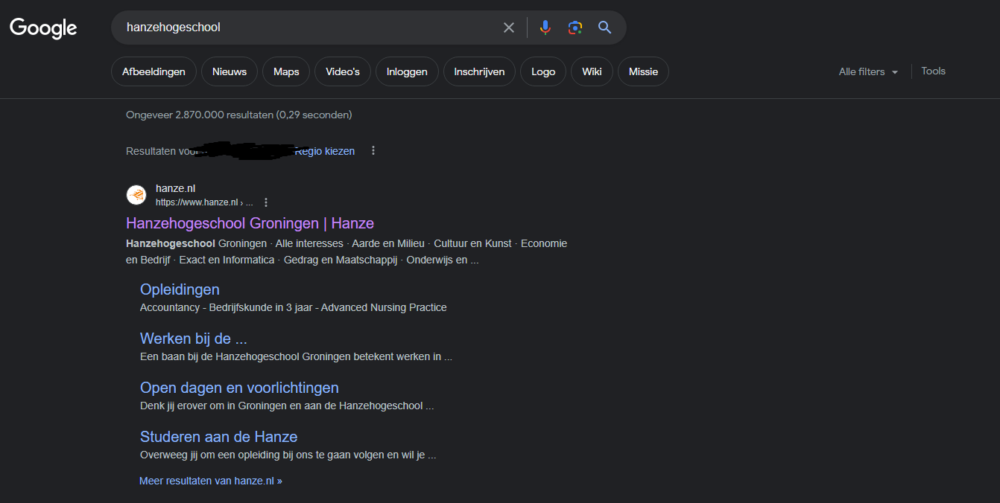 Google
hanzehogeschool
Afbeeldingen Nieuws Maps Video's Inloggen Inschrijven Logo Wiki Missie Alle filters Tools
Ongeveer 2.870.000 resultaten (0,29 seconden)
Resultaten voor Regio kiezen
hanze.nl
https://www.hanze.nl › ...
Hanzehogeschool Groningen | Hanze
Hanzehogeschool Groningen · Alle interesses · Aarde en Milieu · Cultuur en Kunst · Economie
en Bedrijf · Exact en Informatica · Gedrag en Maatschappij · Onderwijs en ...
Opleidingen
Accountancy - Bedrijfskunde in 3 jaar - Advanced Nursing Practice
Werken bij de ...
Een baan bij de Hanzehogeschool Groningen betekent werken in ...
Open dagen en voorlichtingen
Denk jij erover om in Groningen en aan de Hanzehogeschool ...
Studeren aan de Hanze
Overweeg jij om een opleiding bij ons te gaan volgen en wil je ...
Meer resultaten van hanze.nl »